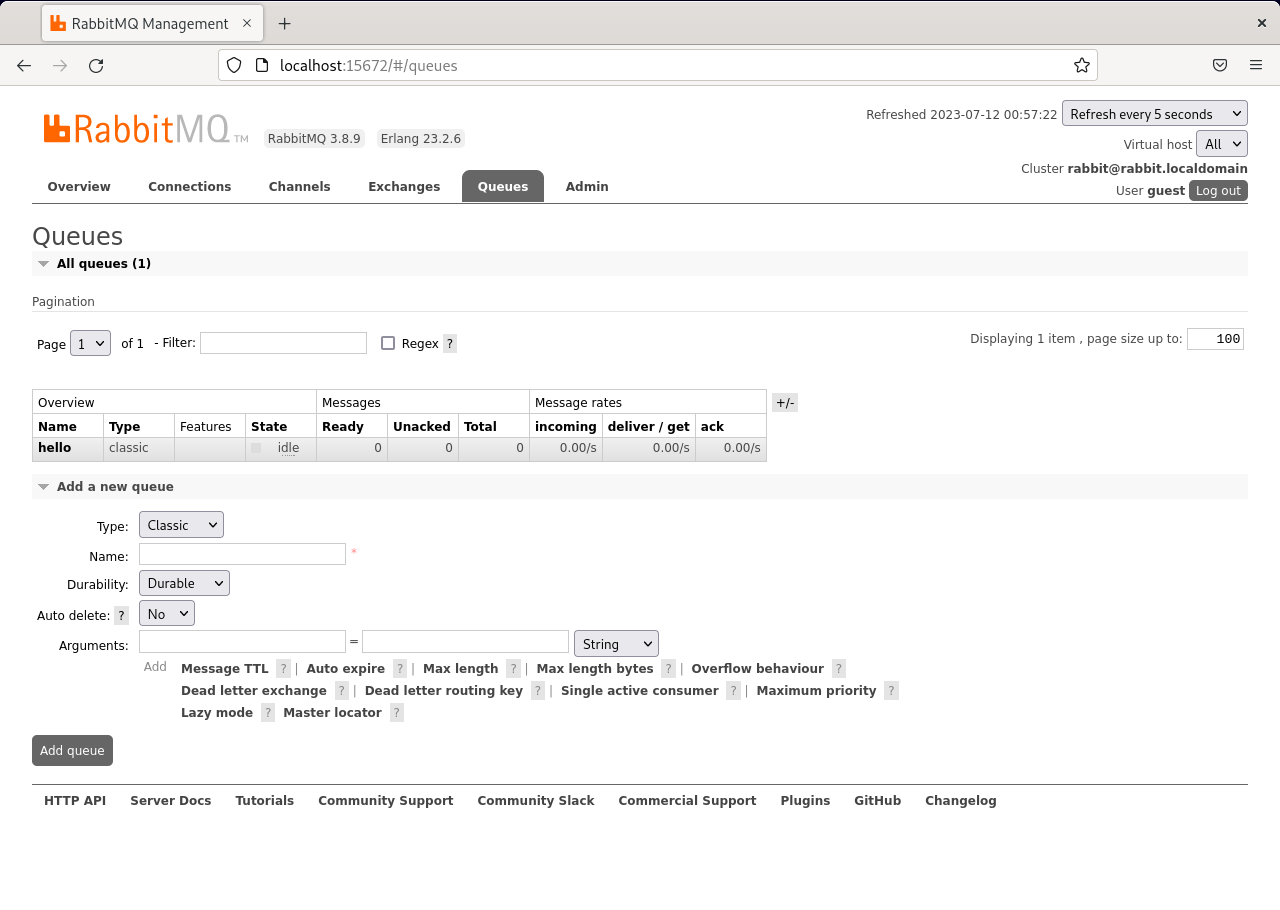 RabbitMQ Management
localhost:15672/#/queues
RabbitMQ TM RabbitMQ 3.8.9 Erlang 23.2.6
Refreshed 2023-07-12 00:57:22 Refresh every 5 seconds
Virtual host All
Cluster rabbit@rabbit.localdomain
User guest Log out
Overview Connections Channels Exchanges Queues Admin
Queues
All queues (1)
Pagination
Page 1 of 1 - Filter: Regex ? Displaying 1 item , page size up to: 100
Overview Messages Message rates +/-
Name Type Features State Ready Unacked Total incoming deliver / get ack
hello classic idle 0 0 0 0.00/s 0.00/s 0.00/s
Add a new queue
Type: Classic
Name: *
Durability: Durable
Auto delete: ? No
Arguments: = String
Add Message TTL ? | Auto expire ? | Max length ? | Max length bytes ? | Overflow behaviour ?
Dead letter exchange ? | Dead letter routing key ? | Single active consumer ? | Maximum priority ?
Lazy mode ? Master locator ?
Add queue
HTTP API Server Docs Tutorials Community Support Community Slack Commercial Support Plugins GitHub Changelog